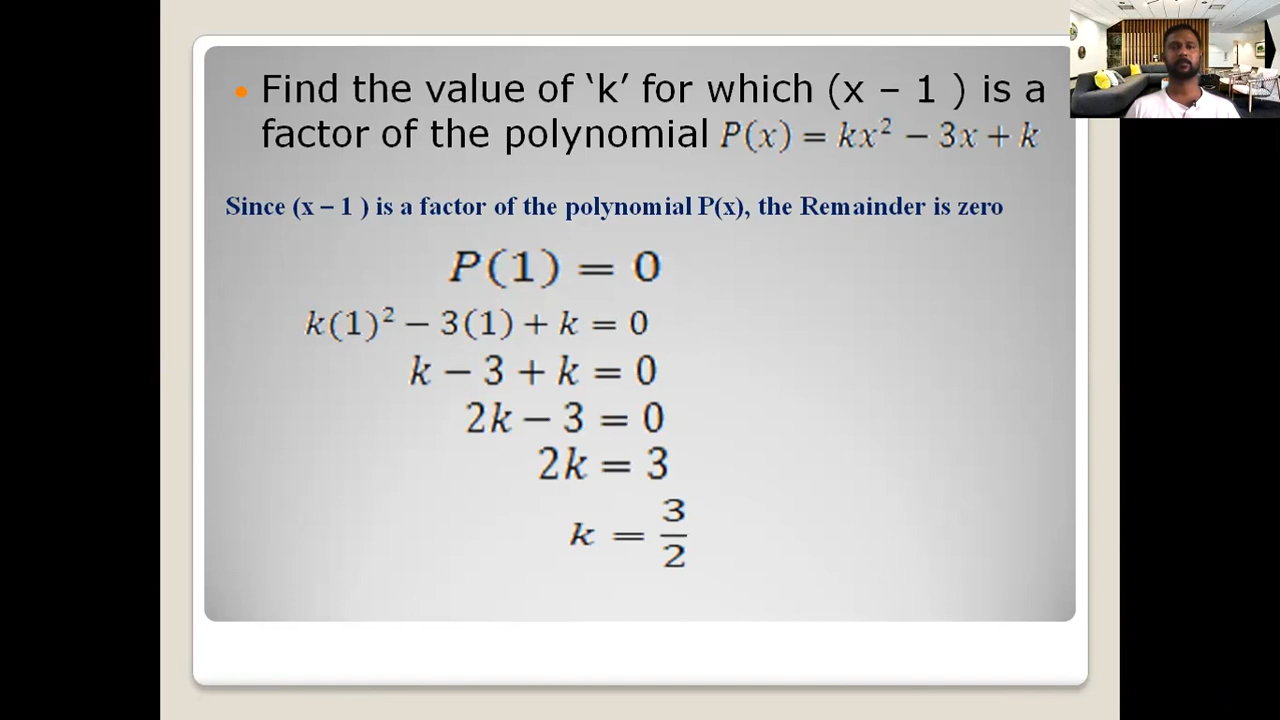 Find the value of ‘k’ for which (x – 1 ) is a
factor of the polynomial P(x) = kx² − 3x + k
Since (x – 1 ) is a factor of the polynomial P(x), the Remainder is zero
P(1) = 0
k(1)² − 3(1) + k = 0
k − 3 + k = 0
2k − 3 = 0
2k = 3
k = 3/2